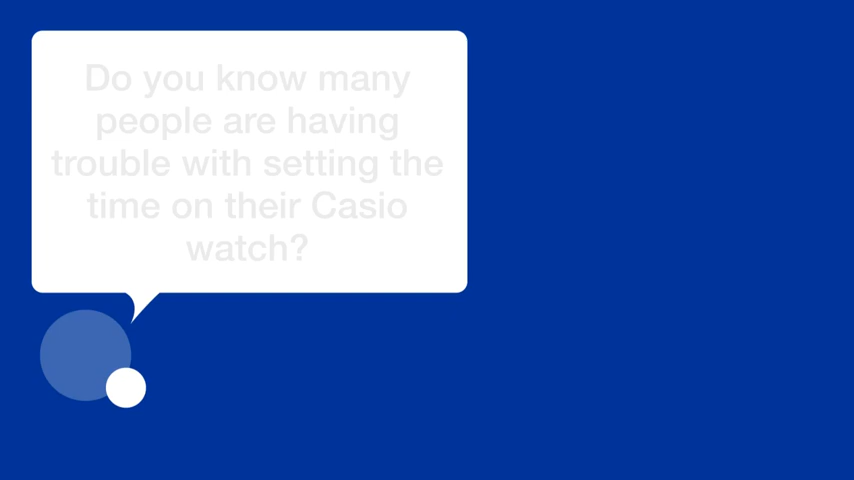 Do you know many
people are having
trouble with setting the
time on their Casio
watch?